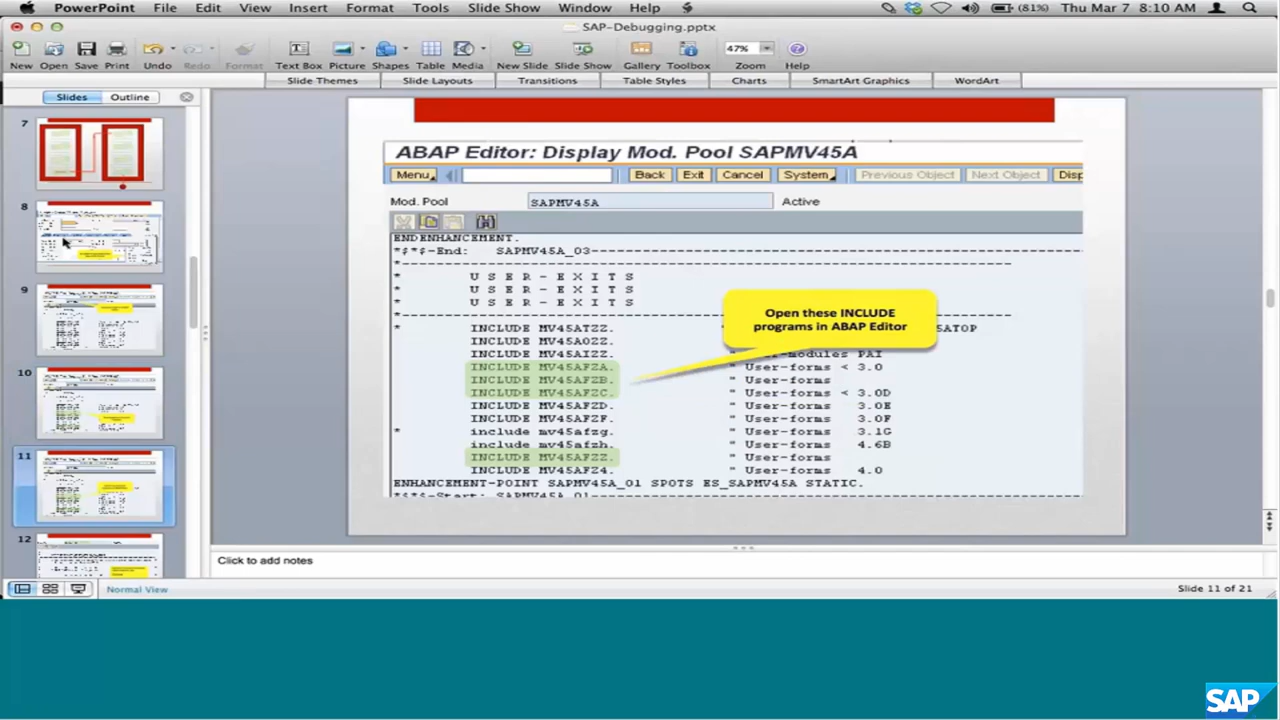 PowerPoint File Edit View Insert Format Tools Slide Show Window Help (81%) Thu Mar 7 8:10 AM
SAP-Debugging.pptx
47%
New Open Save Print Undo Redo Format Text Box Picture Shapes Table Media New Slide Slide Show Gallery Toolbox Zoom Help
Slide Themes Slide Layouts Transitions Table Styles Charts SmartArt Graphics WordArt
Slides Outline
7
8
9
10
11
12
ABAP Editor: Display Mod. Pool SAPMV45A
Menu Back Exit Cancel System Previous Object Next Object Disp
Mod. Pool SAPMV45A Active
ENDENHANCEMENT.
*$*$-End: SAPMV45A_03
* U S E R - E X I T S
* U S E R - E X I T S
* U S E R - E X I T S
Open these INCLUDE
programs in ABAP Editor
* INCLUDE MV45ATZZ. "
INCLUDE MV45AOZZ.
INCLUDE MV45AIZZ. " User-modules PAI
INCLUDE MV45AFZA. " User-forms < 3.0
INCLUDE MV45AFZB. " User-forms
INCLUDE MV45AFZC. " User-forms < 3.0D
INCLUDE MV45AFZD. " User-forms 3.0E
INCLUDE MV45AFZF. " User-forms 3.0F
* include mv45afzg. " User-forms 3.1G
include mv45afzh. " User-forms 4.6B
INCLUDE MV45AFZZ. " User-forms
INCLUDE MV45AFZ4. " User-forms 4.0
ENHANCEMENT-POINT SAPMV45A_01 SPOTS ES_SAPMV45A STATIC.
*$*$-Start: SAPMV45A_01
Click to add notes
Normal View Slide 11 of 21
SAP